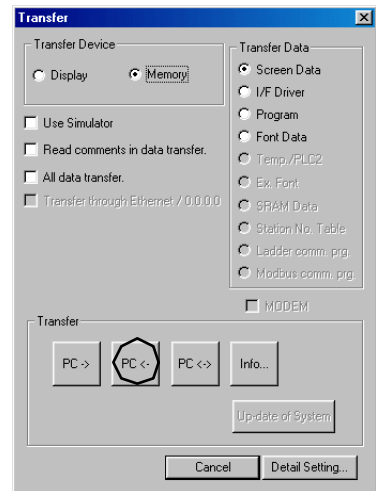 Transfer
Transfer Device
Display
Memory
Use Simulator
Read comments in data transfer.
All data transfer.
Transfer through Ethernet / 0.0.0.0
Transfer Data
Screen Data
I/F Driver
Program
Font Data
Temp./PLC2
Ex. Font
SRAM Data
Station No. Table
Ladder comm. prg.
Modbus comm. prg.
MODEM
Transfer
PC ->
PC <-
PC <->
Info...
Up-date of System
Cancel
Detail Setting...